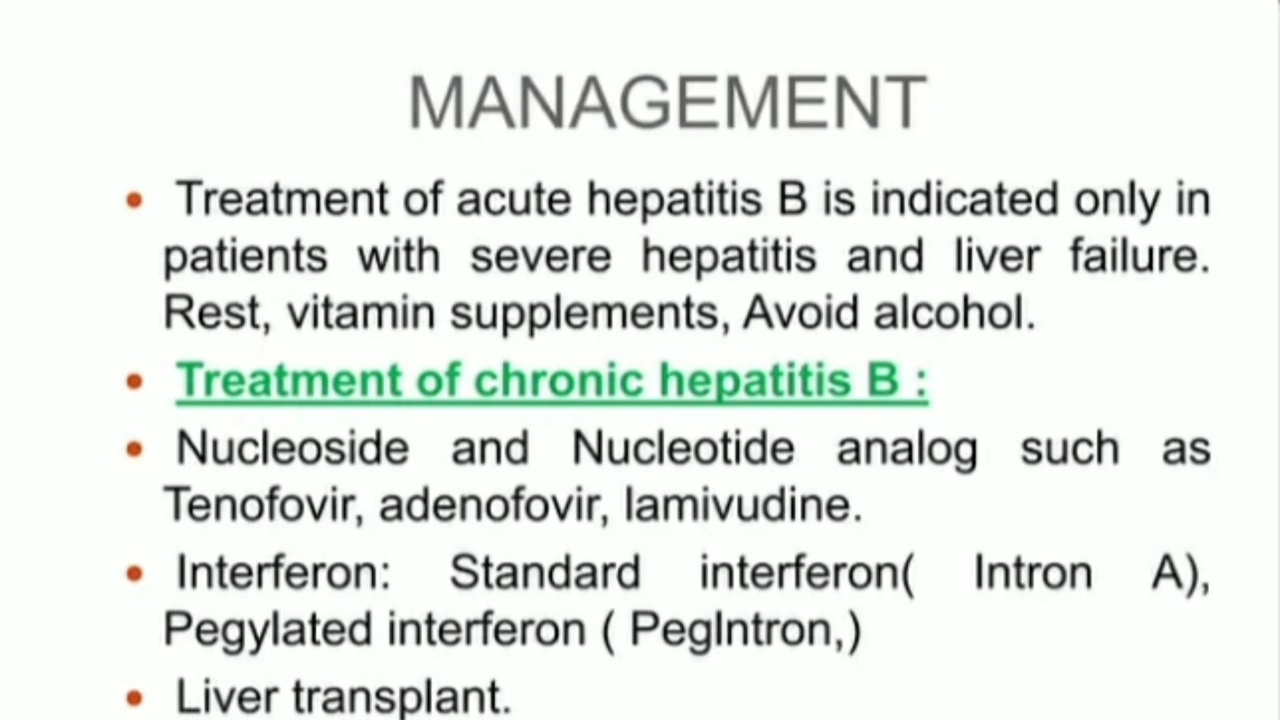 MANAGEMENT
• Treatment of acute hepatitis B is indicated only in
patients with severe hepatitis and liver failure.
Rest, vitamin supplements, Avoid alcohol.
• Treatment of chronic hepatitis B :
• Nucleoside and Nucleotide analog such as
Tenofovir, adenofovir, lamivudine.
• Interferon: Standard interferon( Intron A),
Pegylated interferon ( PegIntron,)
• Liver transplant.